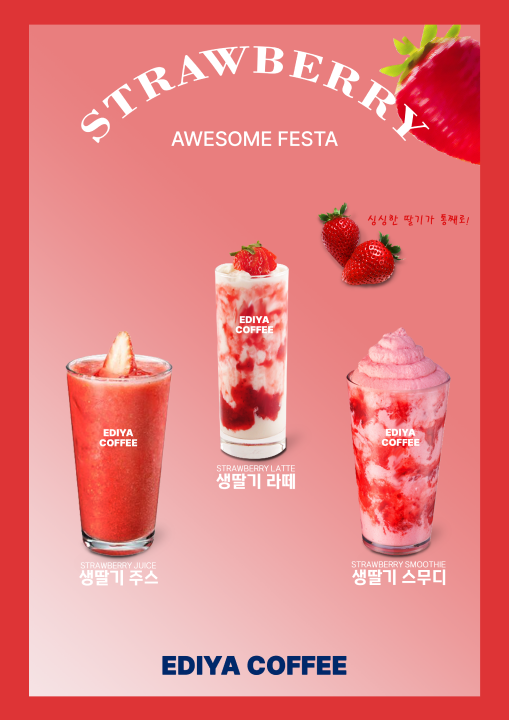 STRAWBERRY
AWESOME FESTA
싱싱한 딸기가 통째로!
EDIYA
COFFEE
STRAWBERRY LATTE
생딸기 라떼
EDIYA
COFFEE
STRAWBERRY JUICE
생딸기 주스
EDIYA
COFFEE
STRAWBERRY SMOOTHIE
생딸기 스무디
EDIYA COFFEE